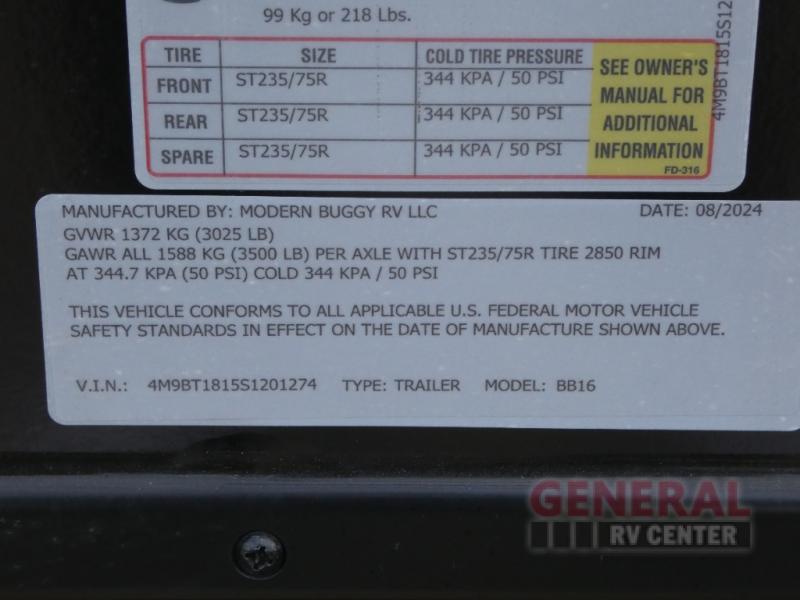 99 Kg or 218 Lbs.
TIRE SIZE COLD TIRE PRESSURE
FRONT ST235/75R 344 KPA / 50 PSI
REAR ST235/75R 344 KPA / 50 PSI
SPARE ST235/75R 344 KPA / 50 PSI
SEE OWNER'S
MANUAL FOR
ADDITIONAL
INFORMATION
FD-316
4M9BT1815S12
MANUFACTURED BY: MODERN BUGGY RV LLC DATE: 08/2024
GVWR 1372 KG (3025 LB)
GAWR ALL 1588 KG (3500 LB) PER AXLE WITH ST235/75R TIRE 2850 RIM
AT 344.7 KPA (50 PSI) COLD 344 KPA / 50 PSI
THIS VEHICLE CONFORMS TO ALL APPLICABLE U.S. FEDERAL MOTOR VEHICLE
SAFETY STANDARDS IN EFFECT ON THE DATE OF MANUFACTURE SHOWN ABOVE.
V.I.N.: 4M9BT1815S1201274 TYPE: TRAILER MODEL: BB16
GENERAL
RV CENTER